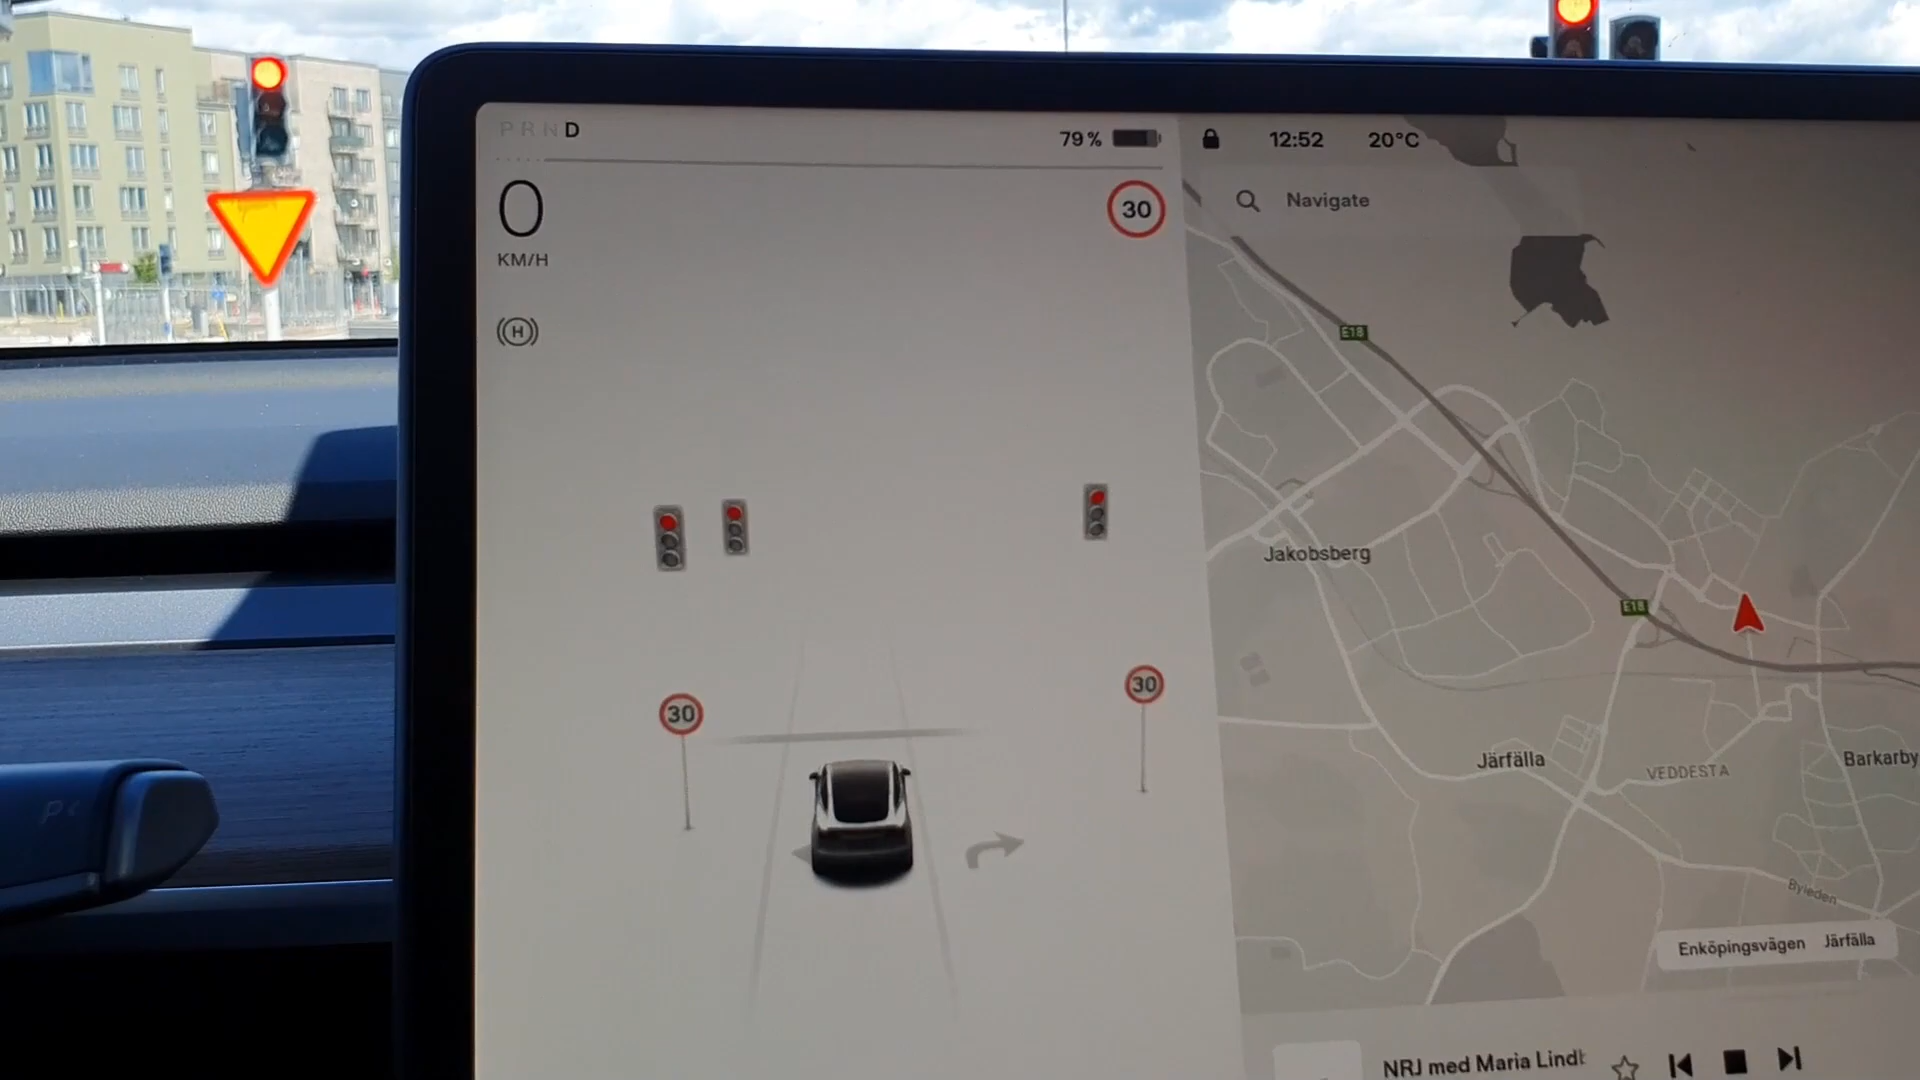 P R N D
79 %
12:52
20°C
0
KM/H
30
Navigate
H
E18
Jakobsberg
E18
30
30
Järfälla
VEDDESTA
Barkarby
Byleden
Enköpingsvägen Järfälla
NRJ med Maria Lind
P